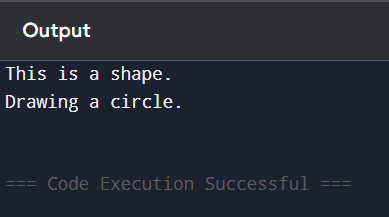 Output
This is a shape.
Drawing a circle.
=== Code Execution Successful ===